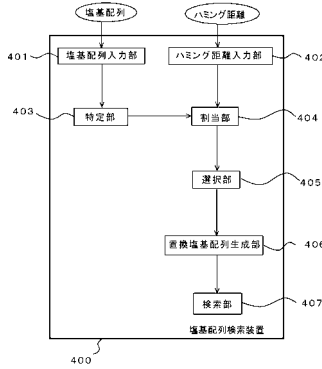 塩基配列
ハミング距離
401
塩基配列入力部
ハミング距離入力部
402
403
特定部
割当部
404
選択部
405
置換塩基配列生成部
406
検索部
407
塩基配列検索装置
400